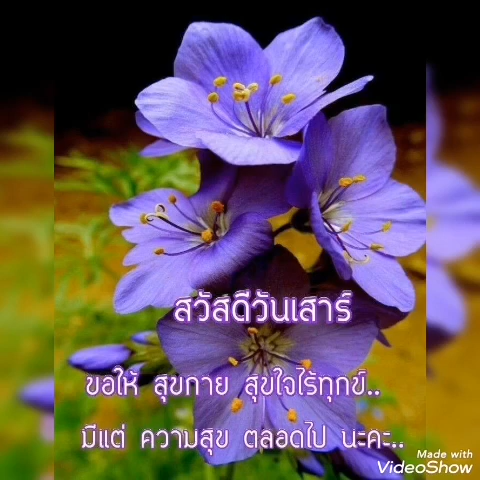 สวัสดีวันเสาร์
ขอให้ สุขกาย สุขใจไร้ทุกข์..
มีแต่ ความสุข ตลอดไป นะคะ..
Made with
VideoShow